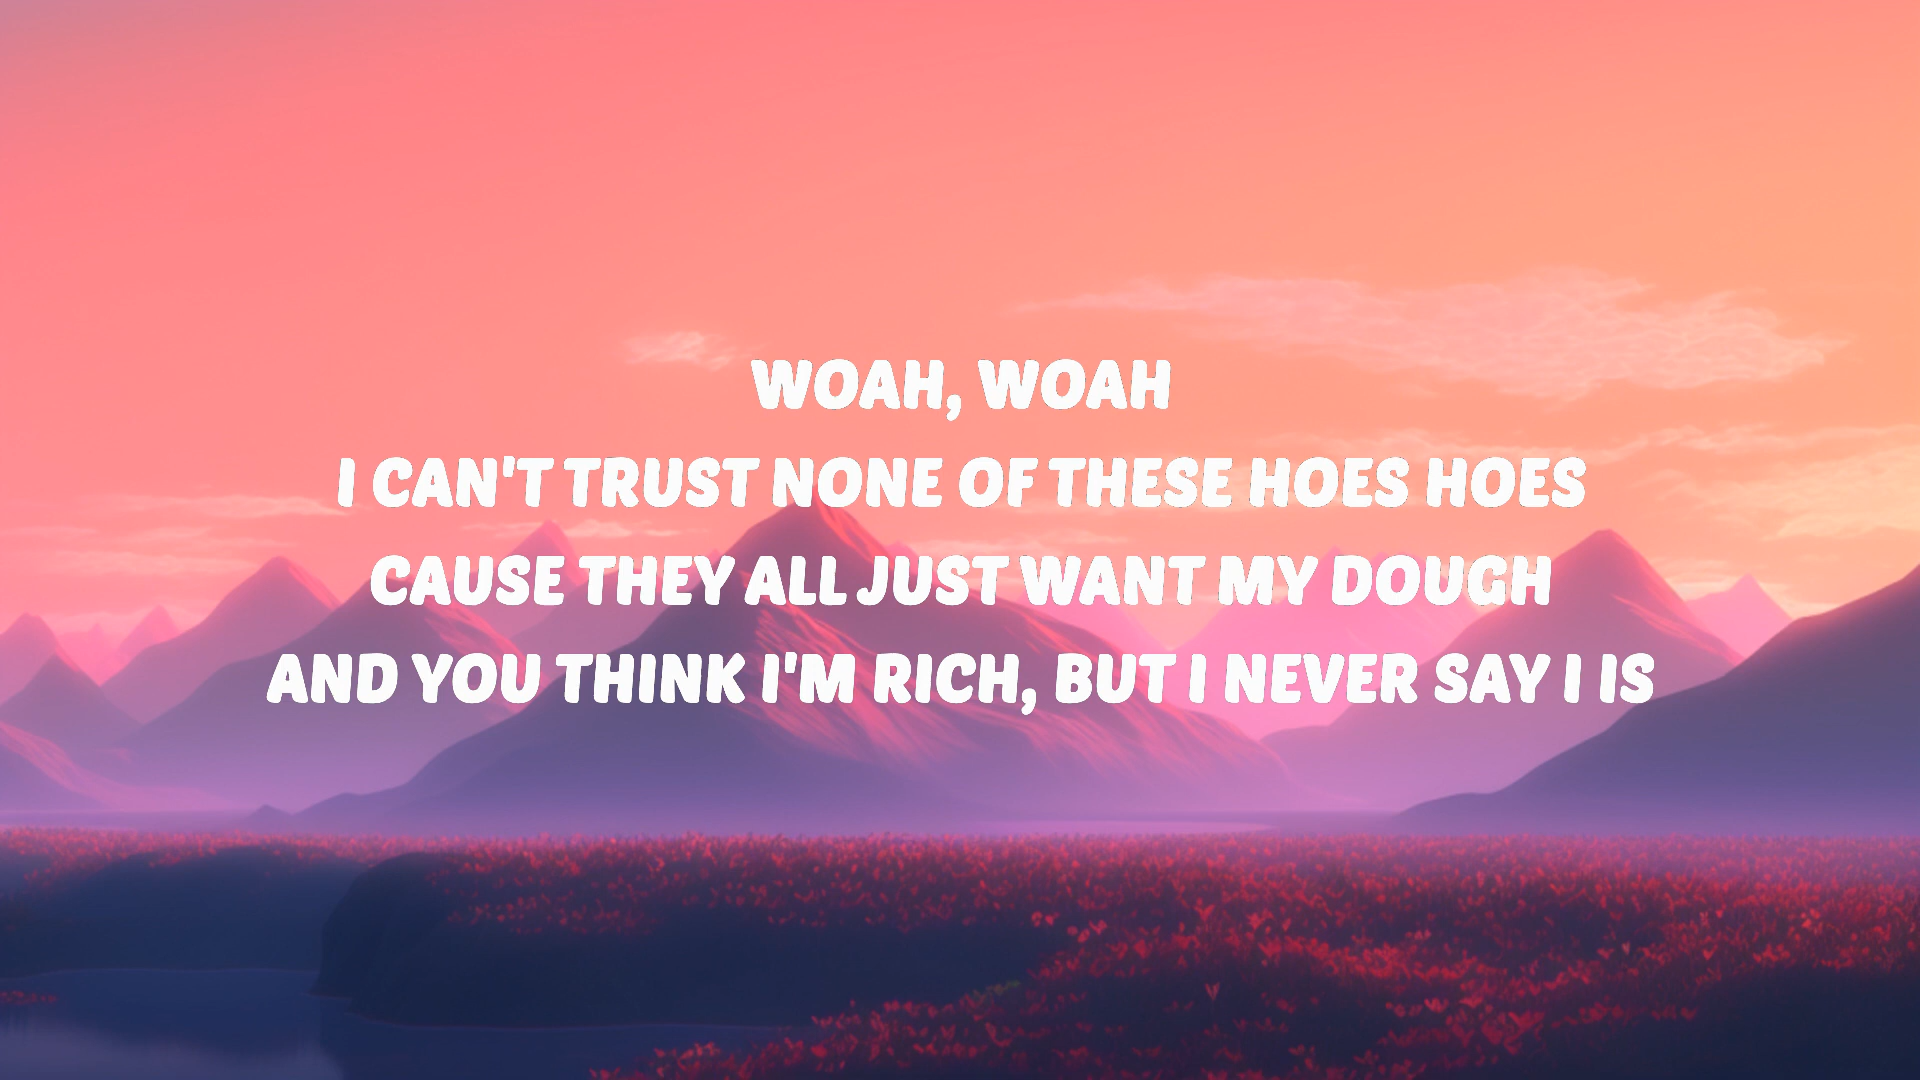 WOAH, WOAH
I CAN'T TRUST NONE OF THESE HOES HOES
CAUSE THEY ALL JUST WANT MY DOUGH
AND YOU THINK I'M RICH, BUT I NEVER SAY I IS